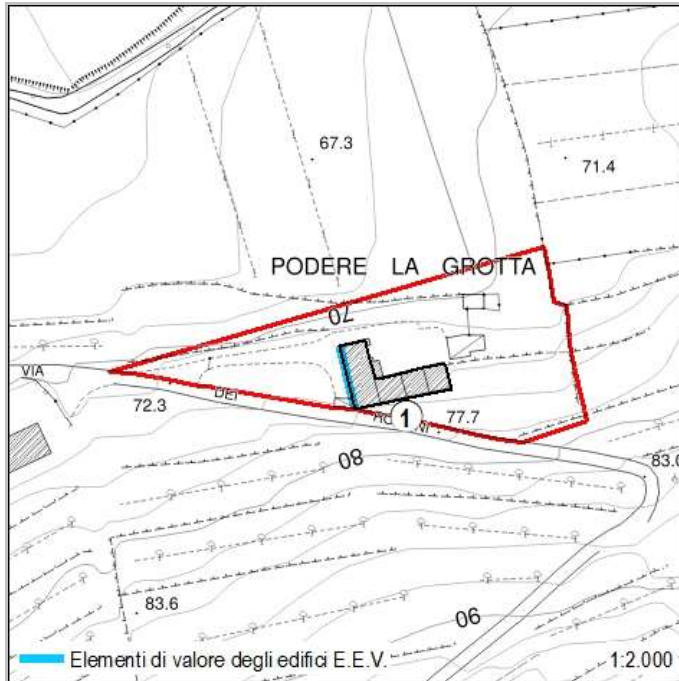 67.3
71.4
PODERE LA GROTTA
70
VIA
DEI
72.3
1
77.7
80
83.0
83.6
90
Elementi di valore degli edifici E.E.V.
1:2.000